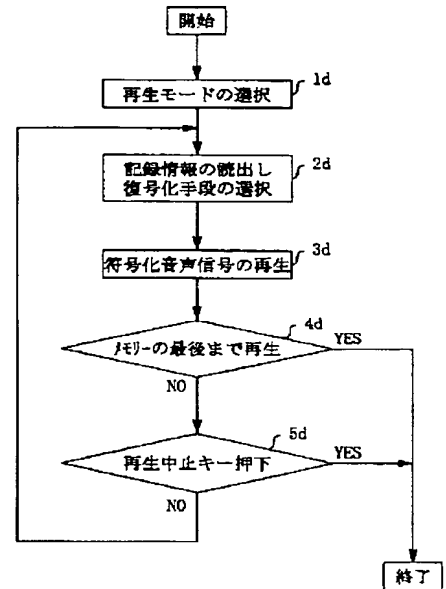 開始
再生モードの選択
1d
記録情報の読出し
復号化手段の選択
2d
符号化音声信号の再生
3d
メモリーの最後まで再生
4d
YES
NO
再生中止キー押下
5d
YES
NO
終了